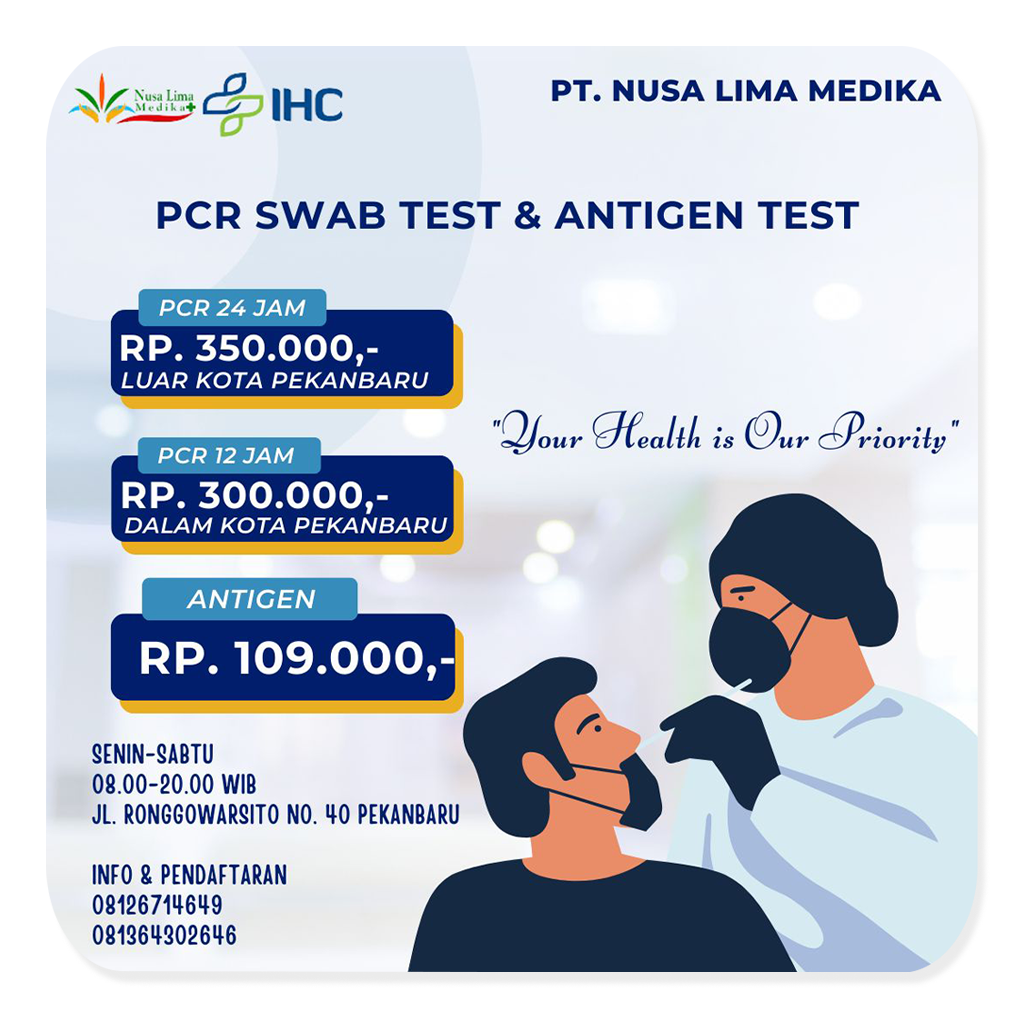 Nusa Lima
Medika
IHC
PT. NUSA LIMA MEDIKA
PCR SWAB TEST & ANTIGEN TEST
PCR 24 JAM
RP. 350.000,-
LUAR KOTA PEKANBARU
"Your Health is Our Priority"
PCR 12 JAM
RP. 300.000,-
DALAM KOTA PEKANBARU
ANTIGEN
RP. 109.000,-
SENIN-SABTU
08.00-20.00 WIB
JL. RONGGOWARSITO NO. 40 PEKANBARU
INFO & PENDAFTARAN
08126714649
081364302646